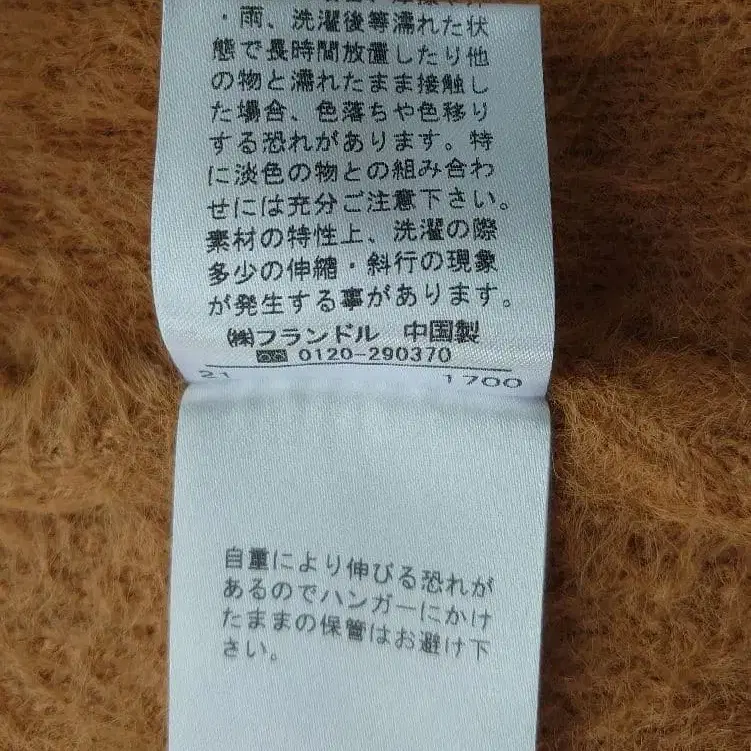 ・雨、洗濯後等濡れた状
態で長時間放置したり他
の物と濡れたまま接触し
た場合、色落ちや色移り
する恐れがあります。特
に淡色の物との組み合わ
せには充分ご注意下さい。
素材の特性上、洗濯の際
多少の伸縮・斜行の現象
が発生する事があります。
㈱フランドル 中国製
0120-290370
21 1700
自重により伸びる恐れが
あるのでハンガーにかけ
たままの保管はお避け下
さい。